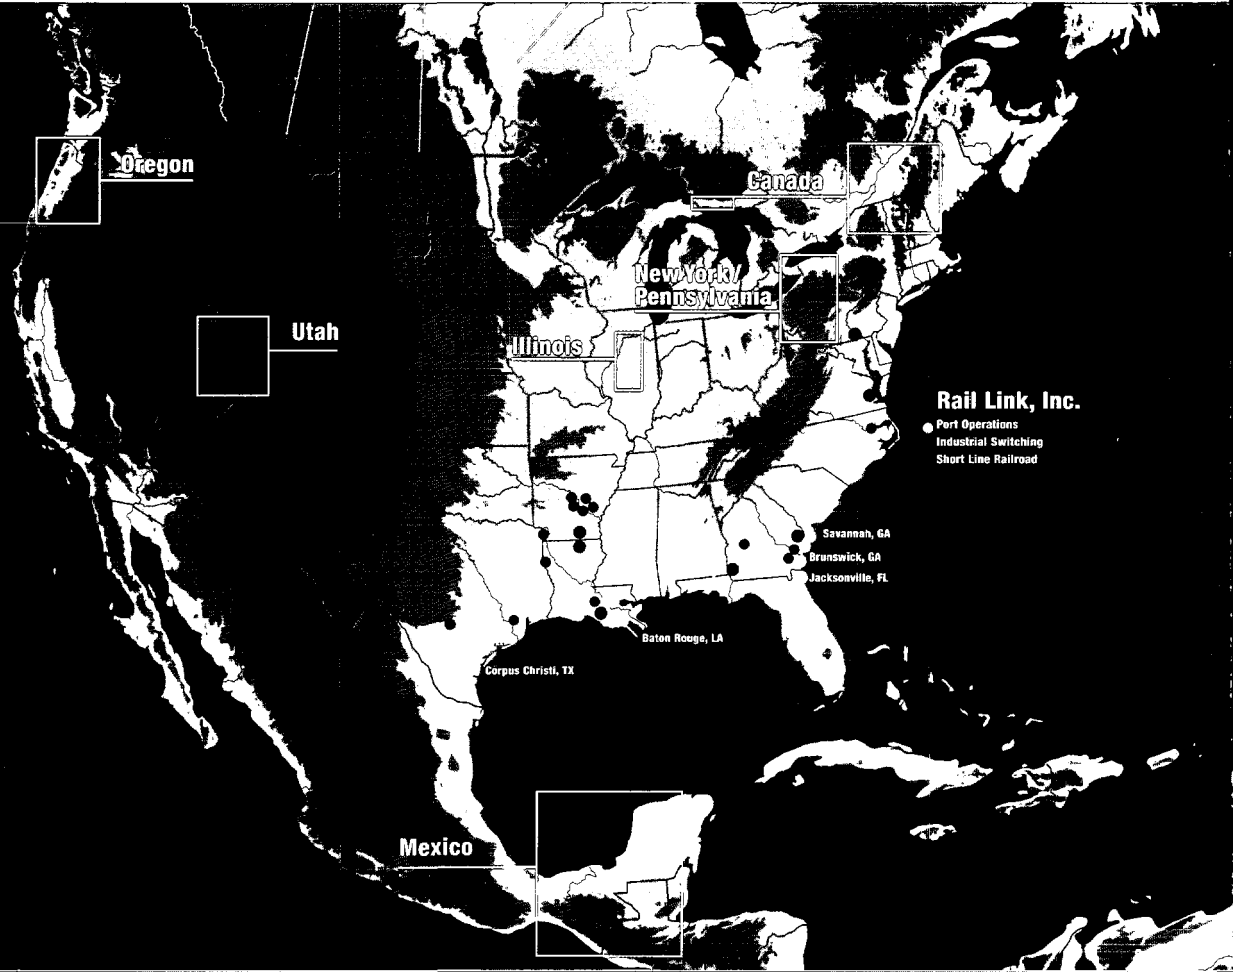 Oregon
Canada
New York/
Pennsylvania
Utah
Illinois
Rail Link, Inc.
Port Operations
Industrial Switching
Short Line Railroad
Savannah, GA
Brunswick, GA
Jacksonville, FL
Baton Rouge, LA
Corpus Christi, TX
Mexico